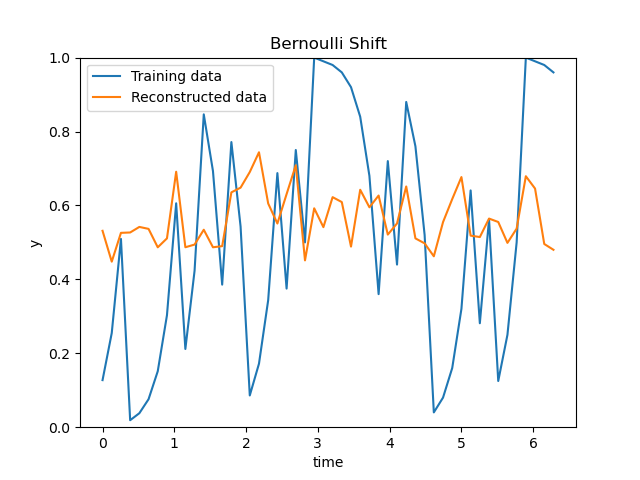 Bernoulli Shift
Training data
Reconstructed data
y
1.0
0.8
0.6
0.4
0.2
0.0
0 1 2 3 4 5 6
time